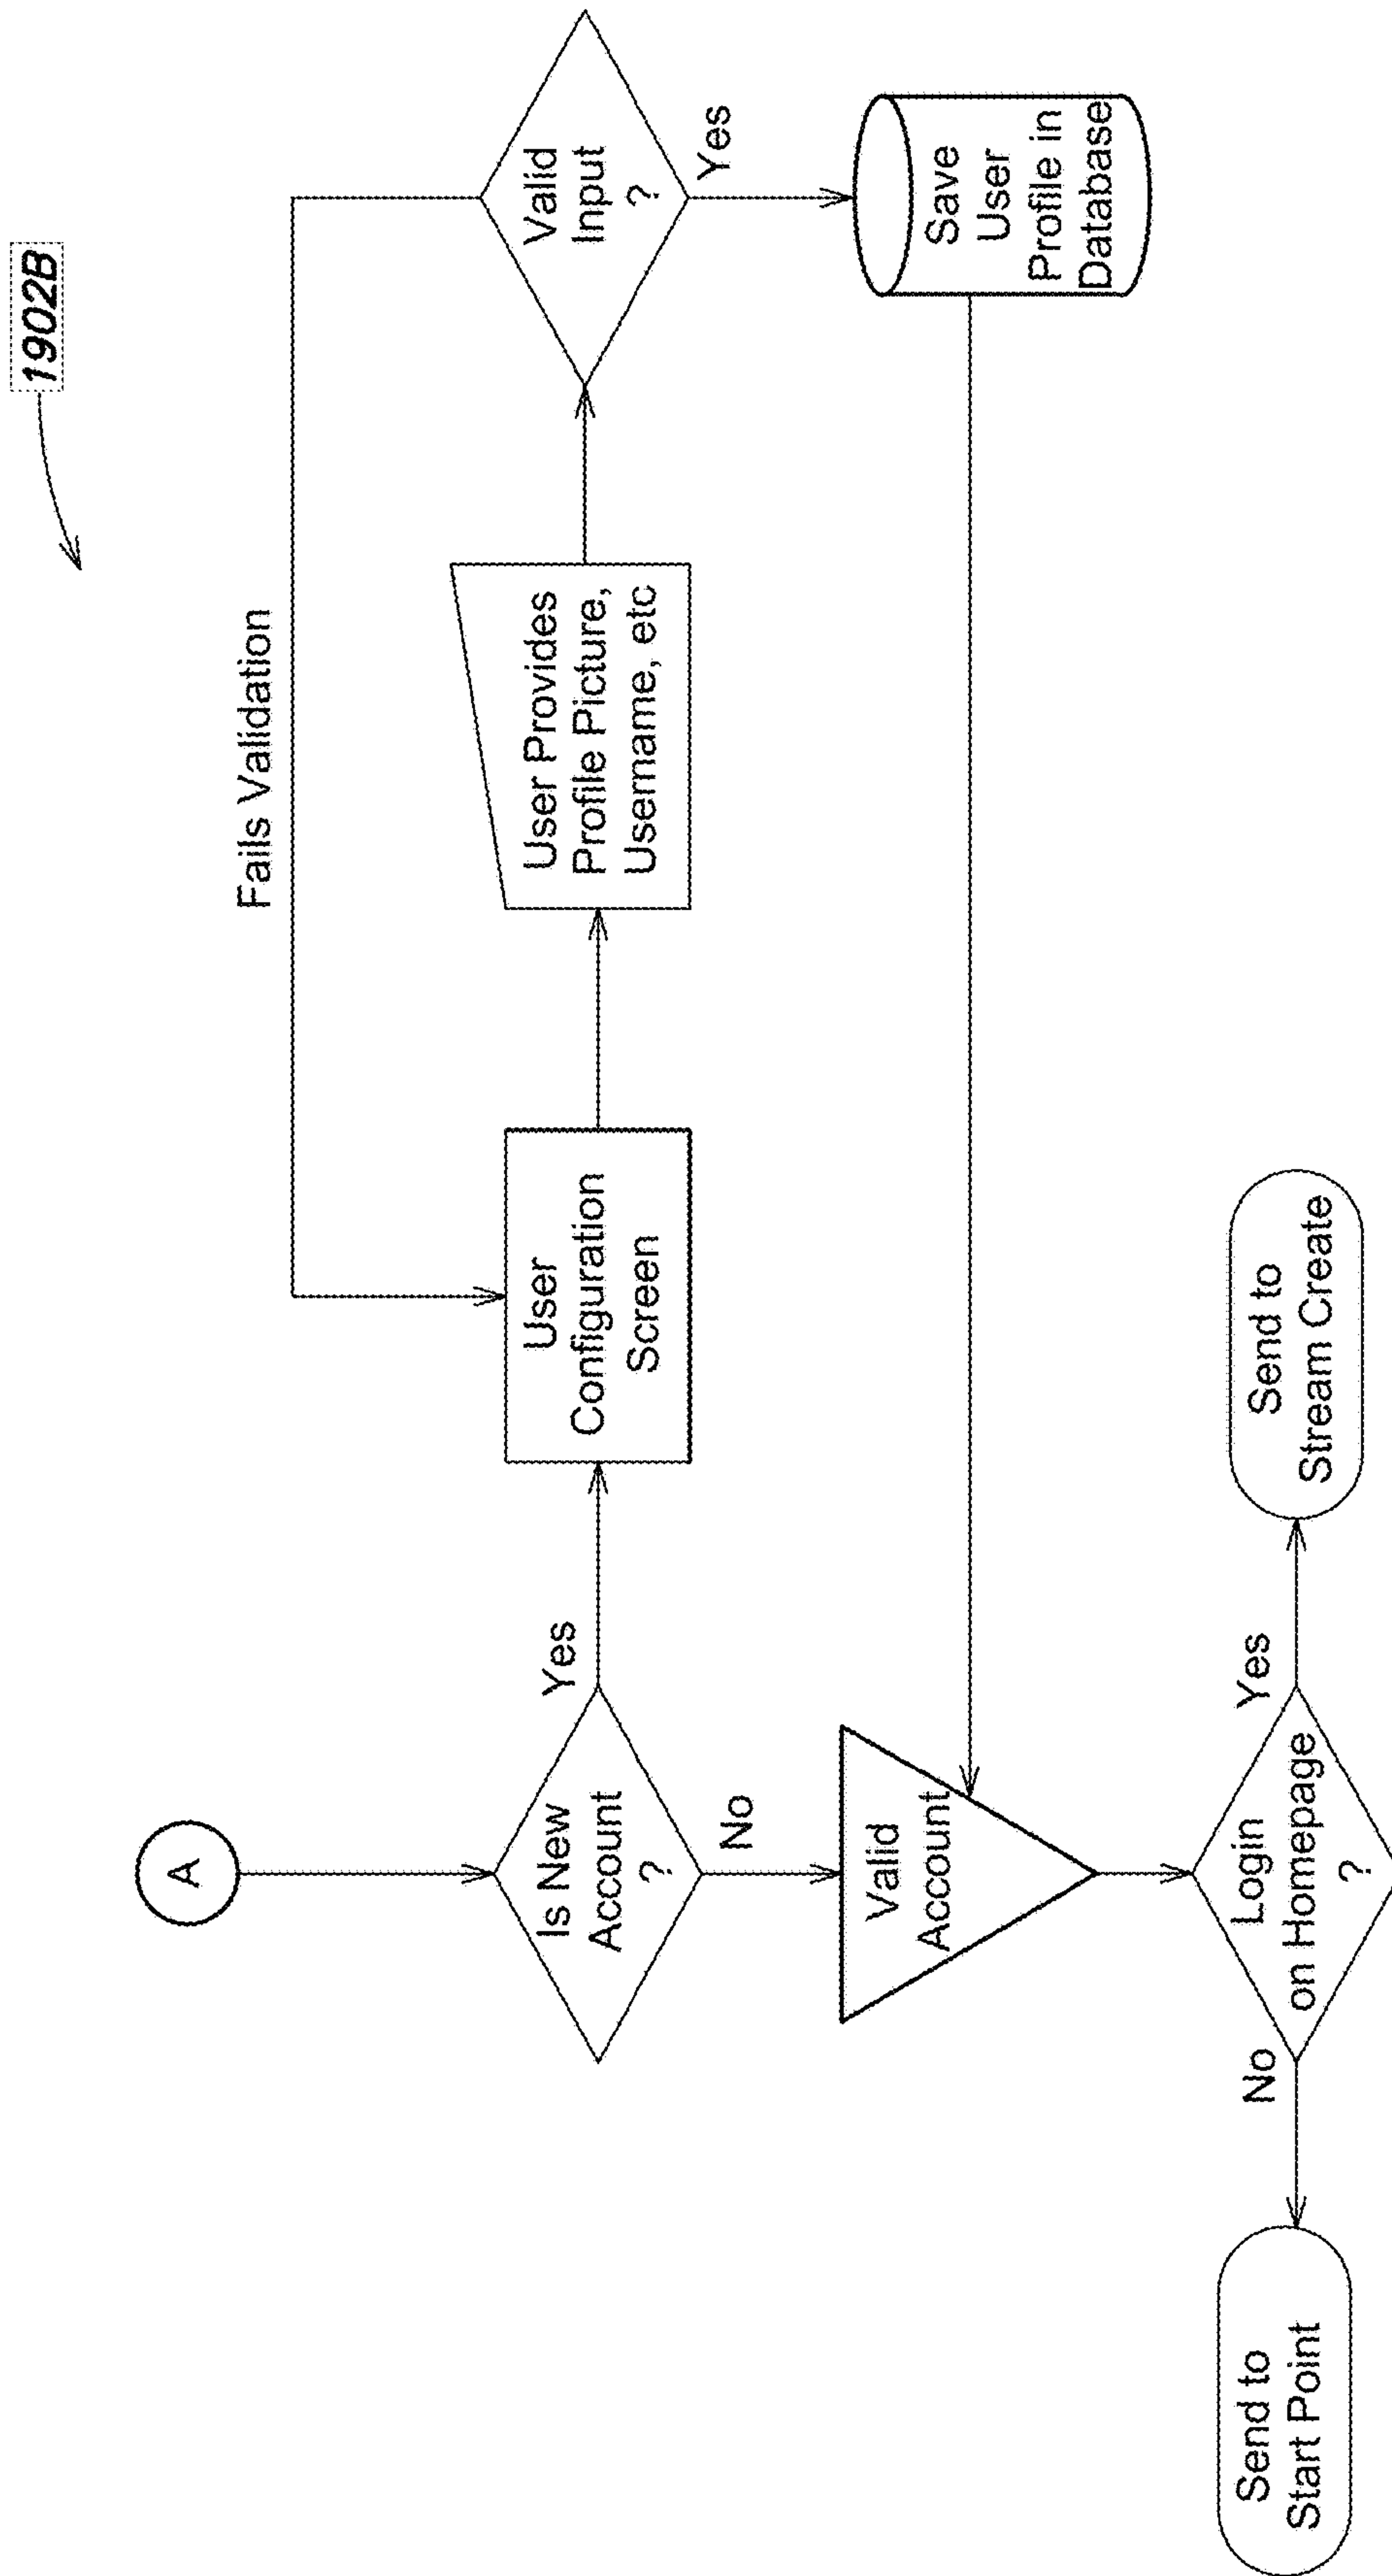 1902B
Fails Validation
A
Is New
Account
?
Yes
No
User
Configuration
Screen
User Provides
Profile Picture,
Username, etc
Valid
Input
?
Yes
Valid
Account
Save
User
Profile in
Database
Login
on Homepage
?
No
Yes
Send to
Start Point
Send to
Stream Create